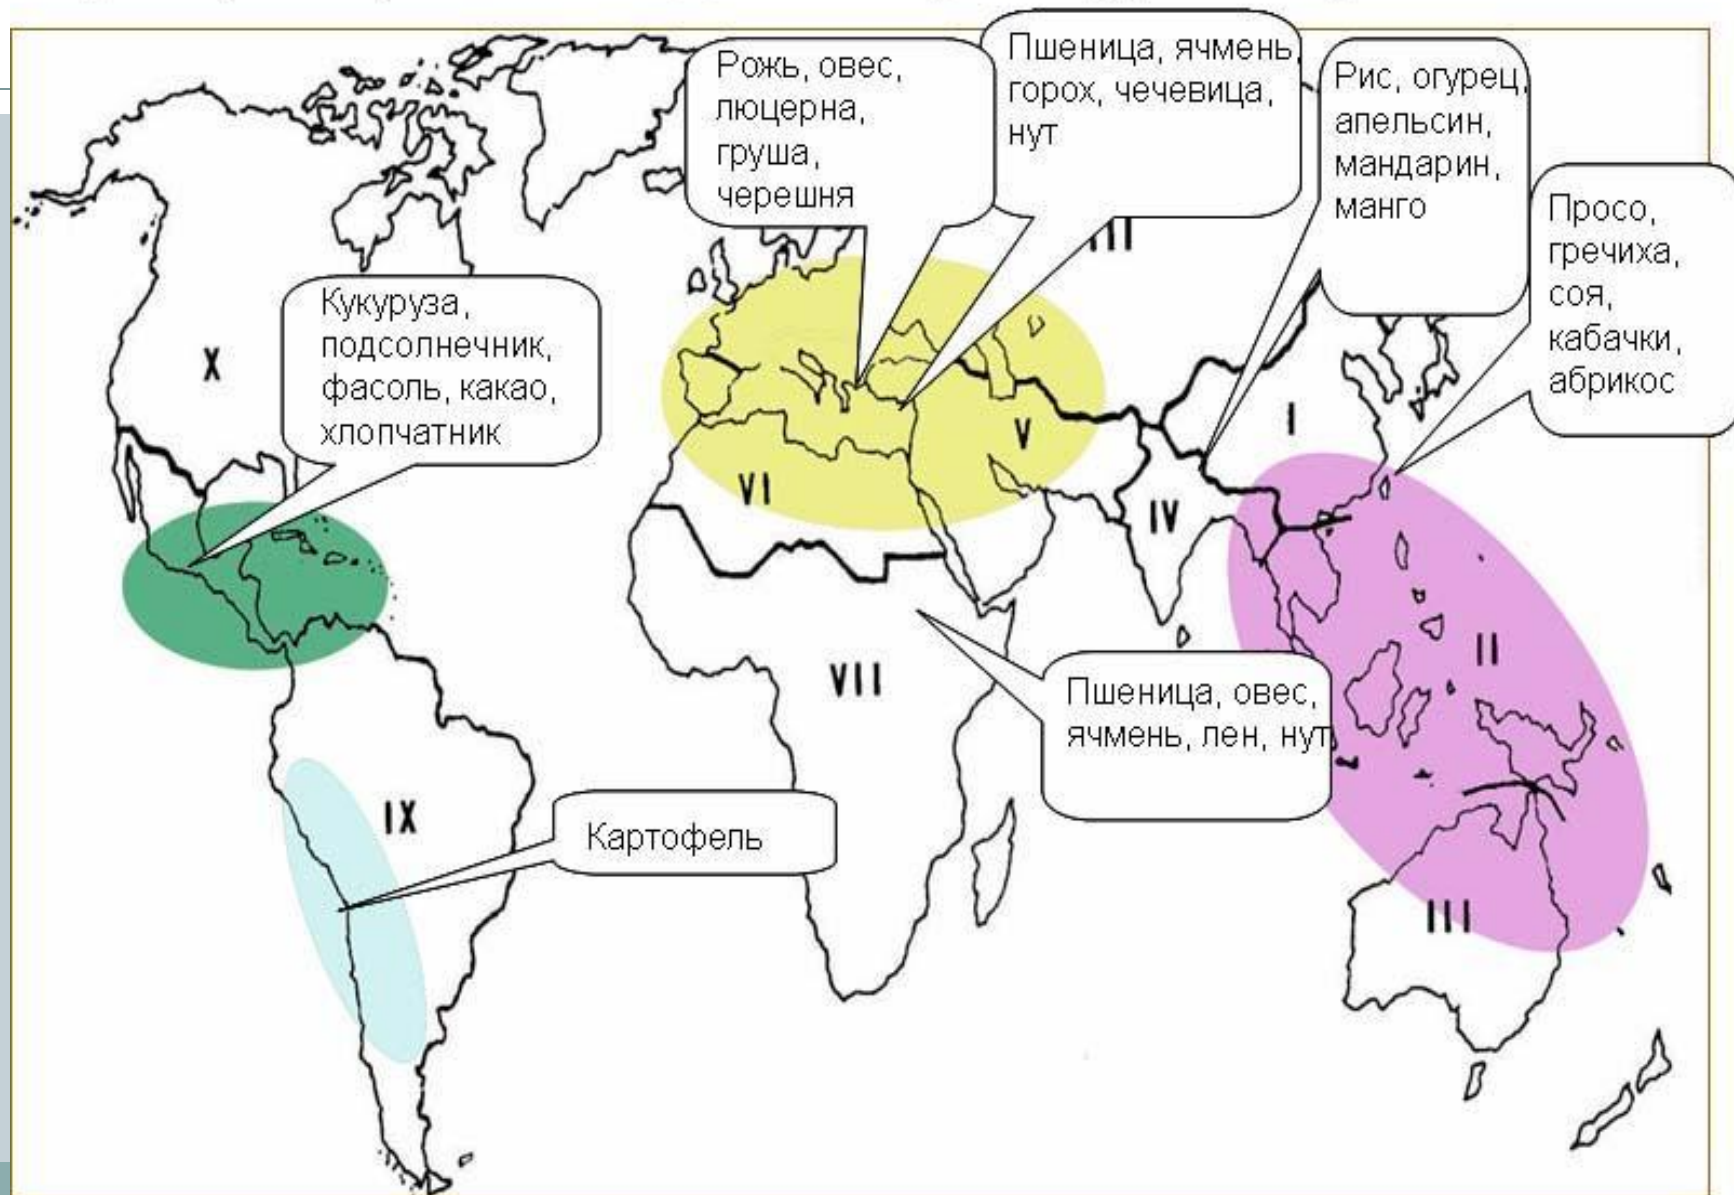 Рожь, овес,
люцерна,
груша,
черешня
Пшеница, ячмень,
горох, чечевица,
нут
Рис, огурец,
апельсин,
мандарин,
манго
Просо,
гречиха,
соя,
кабачки,
абрикос
Кукуруза,
подсолнечник,
фасоль, какао,
хлопчатник
Пшеница, овес,
ячмень, лен, нут
Картофель
III
X
I
V
VI
IV
II
VII
IX
III